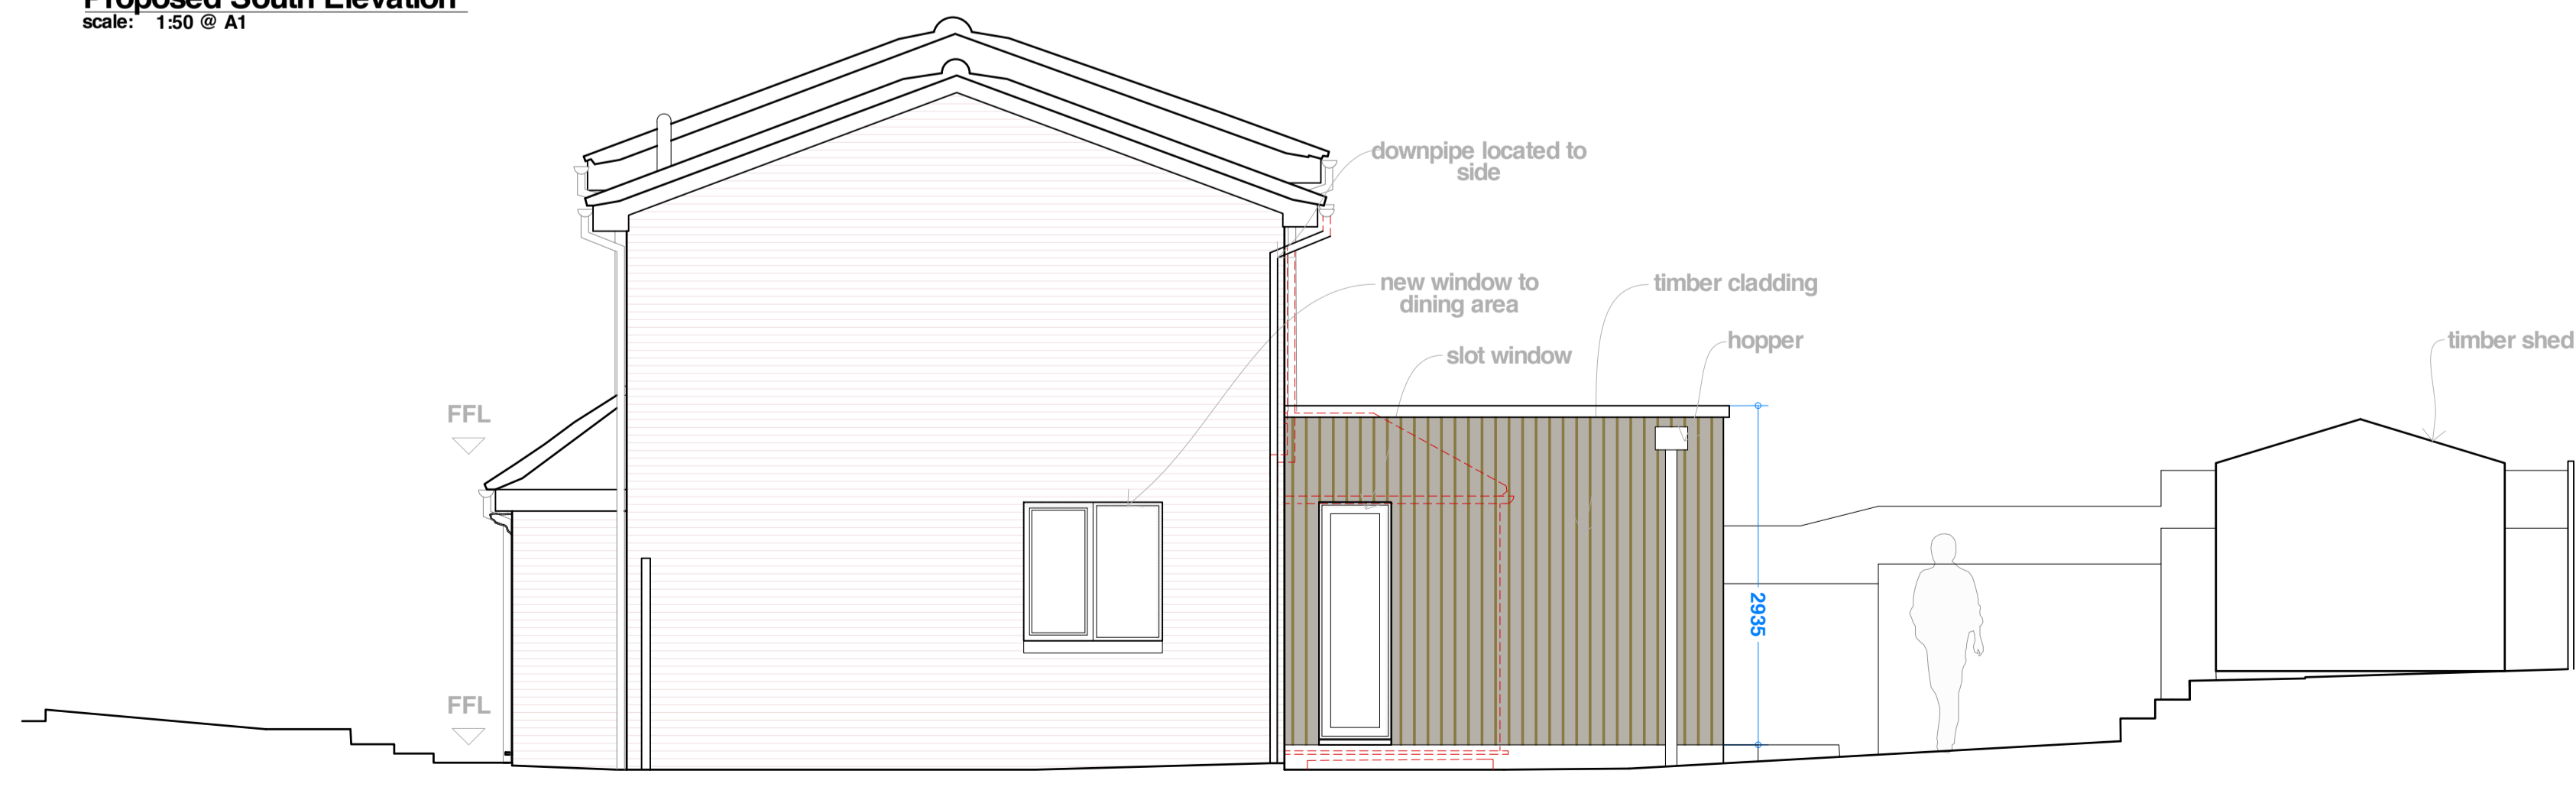 Proposed South Elevation
scale: 1:50 @ A1
downpipe located to
side
new window to
dining area
timber cladding
slot window
hopper
timber shed
FFL
2935
FFL